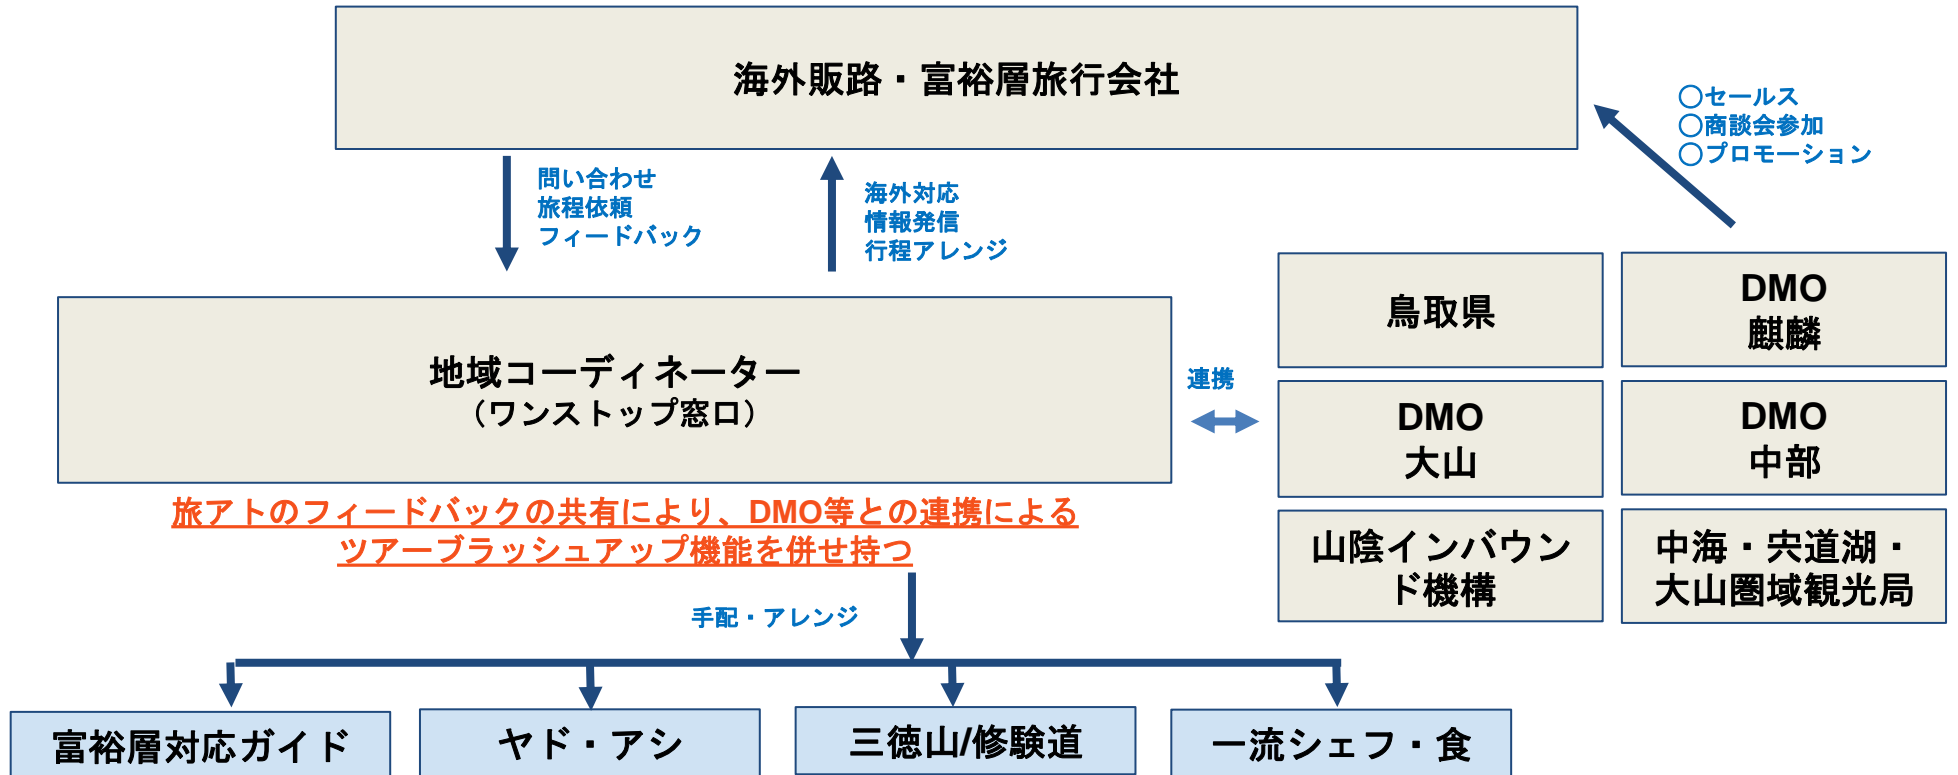 海外販路・富裕層旅行会社
〇セールス
〇商談会参加
〇プロモーション
問い合わせ
旅程依頼
フィードバック
海外対応
情報発信
行程アレンジ
地域コーディネーター
（ワンストップ窓口）
連携
鳥取県
DMO
麒麟
DMO
大山
DMO
中部
山陰インバウン
ド機構
中海・宍道湖・
大山圏域観光局
旅アトのフィードバックの共有により、DMO等との連携による
ツアーブラッシュアップ機能を併せ持つ
手配・アレンジ
富裕層対応ガイド
ヤド・アシ
三徳山/修験道
一流シェフ・食